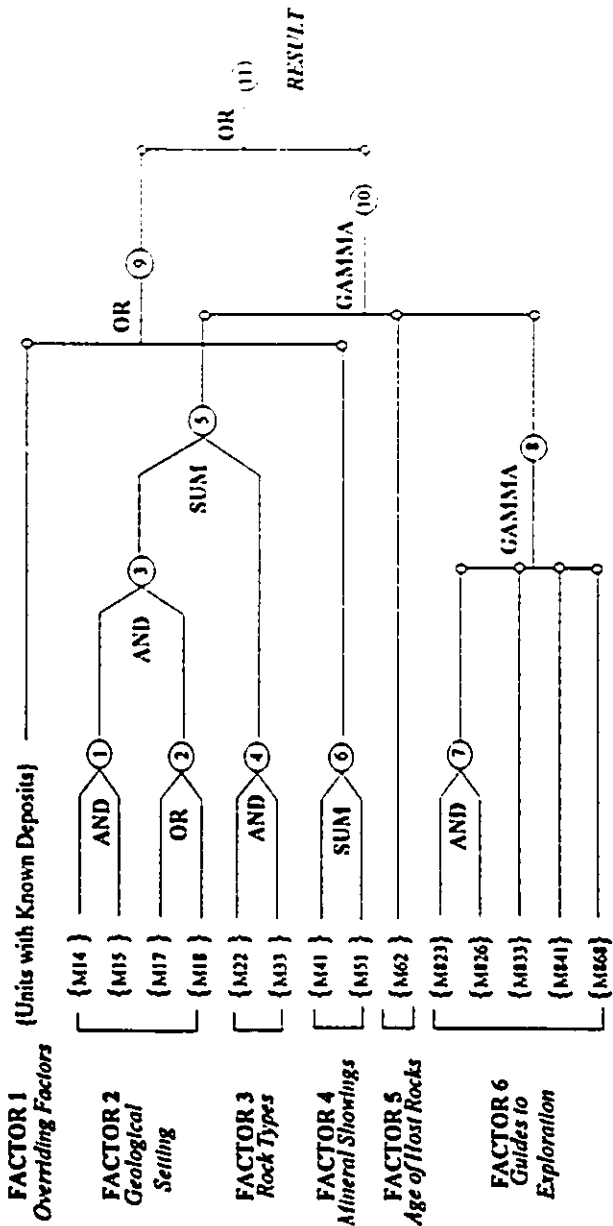 FACTOR 1 {Units with Known Deposits}
Overriding Factors
FACTOR 2
Geological
Setting
{M14 }
{M15 }
{M17 }
{M18 }
AND
1
OR
2
AND
3
FACTOR 3
Rock Types
{M22 }
{M33 }
AND
4
SUM
5
FACTOR 4
Mineral Showings
{M41 }
{M51 }
SUM
6
FACTOR 5
Age of Host Rocks
{M62 }
FACTOR 6
Guides to
Exploration
{M823}
{M826}
{M833}
{M841}
{M868}
AND
7
GAMMA
8
OR
9
GAMMA
(10)
OR
(11)
RESULT